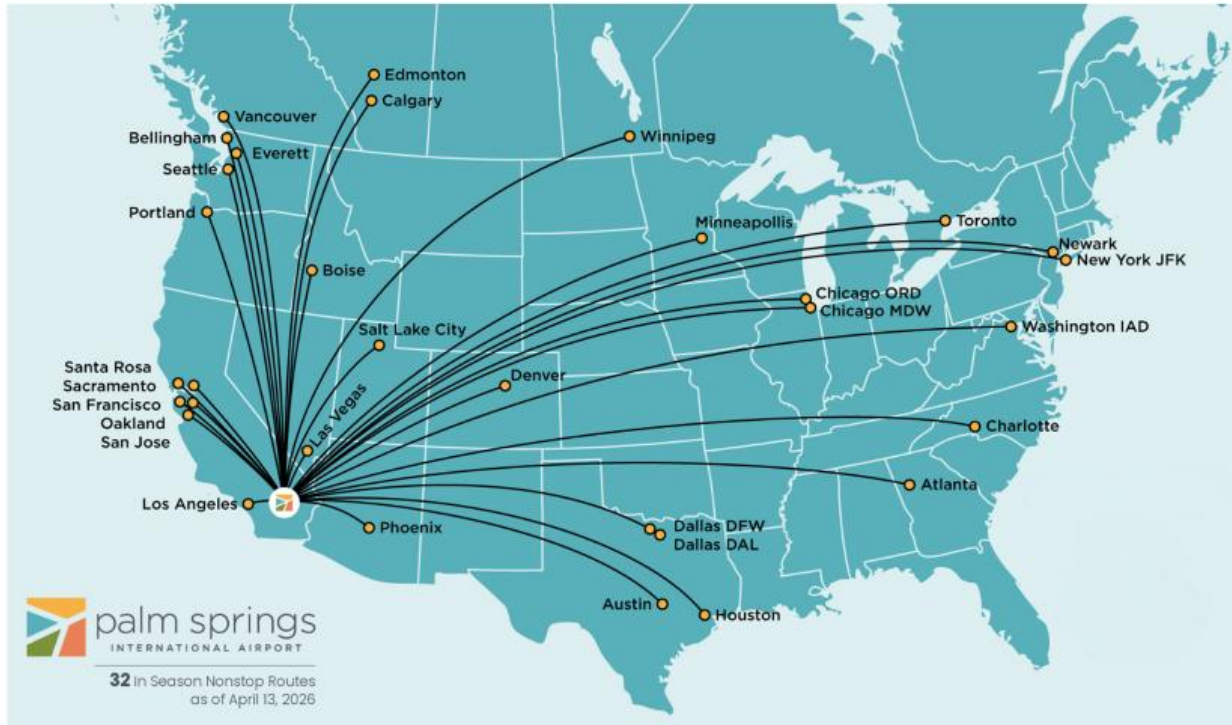 Edmonton
Calgary
Vancouver
Bellingham
Everett
Seattle
Winnipeg
Portland
Minneapollis
Toronto
Newark
New York JFK
Boise
Chicago ORD
Chicago MDW
Salt Lake City
Washington IAD
Santa Rosa
Sacramento
San Francisco
Oakland
San Jose
Denver
Las Vegas
Charlotte
Atlanta
Los Angeles
Phoenix
Dallas DFW
Dallas DAL
Austin
Houston
palm springs
INTERNATIONAL AIRPORT
32 In Season Nonstop Routes
as of April 13, 2026